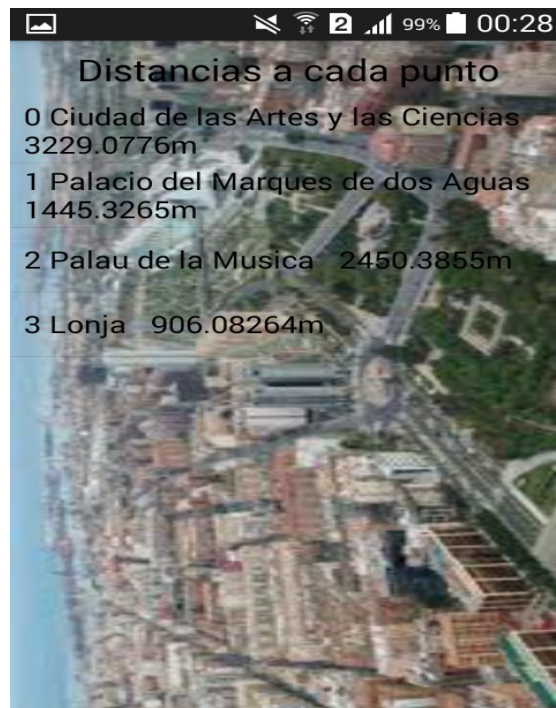 2 99% 00:28
Distancias a cada punto
0 Ciudad de las Artes y las Ciencias
3229.0776m
1 Palacio del Marques de dos Aguas
1445.3265m
2 Palau de la Musica 2450.3855m
3 Lonja 906.08264m